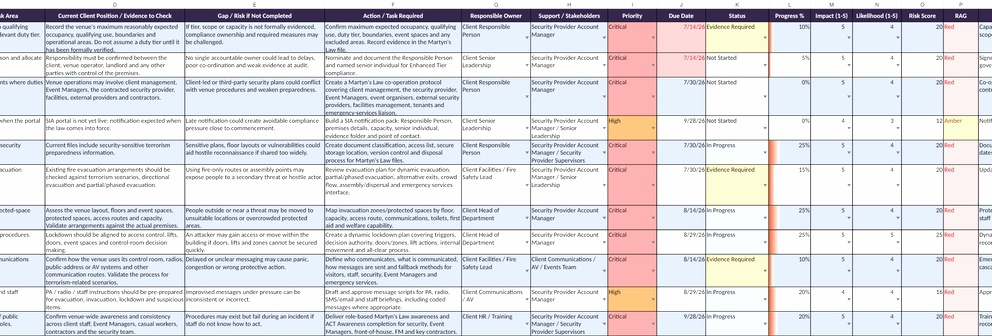 D E F G H I J K L M N O P
sk Area Current Client Position / Evidence to Check Gap / Risk if Not Completed Action / Task Required Responsible Owner Support / Stakeholders Priority Due Date Status Progress % Impact (1-5) Likelihood (1-5) Risk Score RAG
qualifying Record the venue's maximum reasonably expected If tier, scope or capacity is not formally evidenced, Confirm maximum expected occupancy, qualifying Client Responsible Security Provider Account Critical 7/14/26 Evidence Required 10% 5 4 20 Red
evant duty tier. occupancy, qualifying use, boundaries and compliance ownership and required measures use, duty tier, boundaries, event spaces and any Person Manager
operational areas. Do not assume a duty tier until it may be challenged. excluded areas. Record evidence in the Martyn's
has been formally verified. Law file.
son and allocate Responsibility must be confirmed between the No single accountable owner could lead to delays, Nominate and document the Responsible Person Client Senior Security Provider Account Critical 7/14/26 Not Started 5% 5 4 20 Red
client, venue operator, landlord and any other poor co-ordination and weak evidence in audit. and named senior individual for Enhanced Tier Leadership Manager
parties with control of the premises. compliance.
nts where duties Venue operations may involve client management, Client-led or third-party security plans could conflict Create a Martyn's Law co-operation protocol Client Responsible Security Provider Account Critical 7/30/26 Not Started 0% 5 4 20 Red
Event Managers, the contracted security provider, with venue procedures and weaken preparedness. covering client management, the security provider, Person Manager
facilities, external providers and contractors. Event Managers, event organisers, external security
providers, facilities management, tenants and
emergency-services liaison.
when the portal SIA portal is not yet live; notification expected when Late notification could create avoidable compliance Build a SIA notification pack: Responsible Person, Client Senior Security Provider Account High 9/28/26 Not Started 0% 4 3 12 Amber
the law comes into force. pressure close to commencement. premises details, capacity, senior individual, Leadership Manager / Senior
evidence folder and point of contact. Leadership
security Current files include security-sensitive terrorism Sensitive plans, floor layouts or vulnerabilities could Create document classification, access list, secure Client Responsible Security Provider Account Critical 7/30/26 In Progress 25% 5 4 20 Red
preparedness information. aid hostile reconnaissance if shared too widely. storage location, version control and disposal Person Manager / Security
process for Martyn's Law files. Provider Supervisors
acuation Existing fire evacuation arrangements should be Using fire-only routes or assembly points may Review evacuation plan for dynamic evacuation, Client Facilities / Fire Security Provider Account Critical 7/30/26 Evidence Required 15% 5 4 20 Red
checked against terrorism scenarios, directional expose people to a secondary threat or hostile actor. partial/phased evacuation, alternative exits, crowd Safety Lead Manager
evacuation and partial/phased evacuation. flow, assembly/dispersal and emergency services
interface.
ected-space Assess the venue layout, floors and event spaces, People outside or near a threat may be moved to Map invacuation zones/protected spaces by floor, Client Head of Security Provider Account Critical 8/14/26 In Progress 20% 5 4 20 Red
protected spaces, access routes and capacity. unsuitable locations or overcrowded protected capacity, access route, communications, toilets, first Department Manager
Validate arrangements against the actual premises. areas. aid and welfare capability.
procedures. Lockdown should be aligned to access control, lifts, An attacker may gain access or move within the Create a dynamic lockdown plan covering triggers, Client Head of Security Provider Account Critical 8/14/26 In Progress 25% 5 4 20 Red
doors, event spaces and control-room decision building if doors, lifts and zones cannot be secured decision authority, doors/zones, lift actions, internal Department Manager
making. quickly. movement and all-clear process.
munications Confirm how the venue uses its control room, radios, Delayed or unclear messaging may cause panic, Define who communicates, what is communicated, Client Facilities / Fire Client Communications / Critical 8/14/26 Evidence Required 10% 5 4 20 Red
public-address or AV systems and other congestion or wrong protective action. how messages are sent and fallback methods for Safety Lead AV / Events Team
communication routes. Validate the process for visitors, staff, security, Event Managers and
terrorism-related scenarios. emergency services.
nd staff PA / radio / staff instructions should be pre-prepared Improvised messages under pressure can be Draft and approve message scripts for PA, radio, Client Communications Security Provider Account High 8/29/26 In Progress 20% 4 4 16 Red
for evacuation, invacuation, lockdown and suspicious inconsistent or incorrect. SMS/email and staff briefings, including coded / AV Manager
items. messages where appropriate.
f public Confirm venue-wide awareness and consistency Procedures may exist but fail during an incident if Deliver role-based Martyn's Law awareness and Client HR / Training Security Provider Account Critical 9/28/26 In Progress 20% 5 4 20 Red
oles. across client staff, Event Managers, casual workers, staff do not know how to act. ACT Awareness completion for security, Event Manager / Security
contractors and the security team. Managers, front-of-house, FM and key contractors. Provider Supervisors